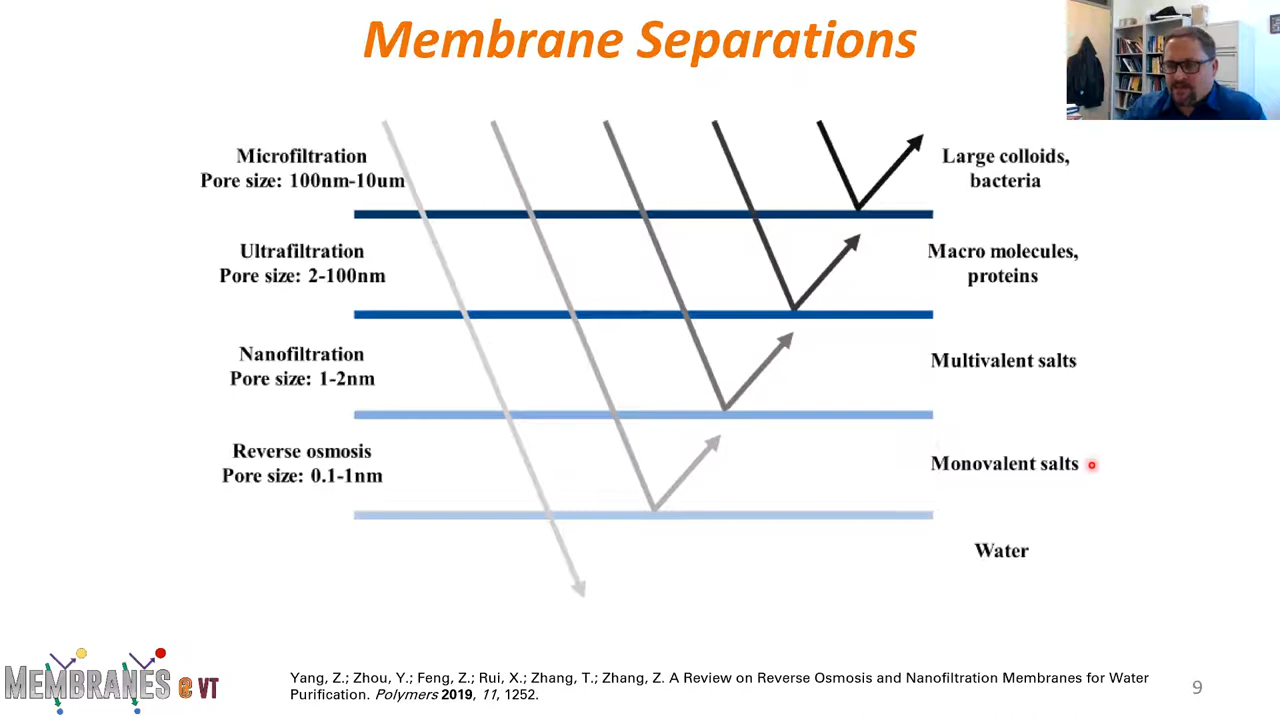 Membrane Separations
Microfiltration
Pore size: 100nm-10um
Large colloids,
bacteria
Ultrafiltration
Pore size: 2-100nm
Macro molecules,
proteins
Nanofiltration
Pore size: 1-2nm
Multivalent salts
Reverse osmosis
Pore size: 0.1-1nm
Monovalent salts
Water
MEMBRANES @ VT
Yang, Z.; Zhou, Y.; Feng, Z.; Rui, X.; Zhang, T.; Zhang, Z. A Review on Reverse Osmosis and Nanofiltration Membranes for Water
Purification. Polymers 2019, 11, 1252.
9